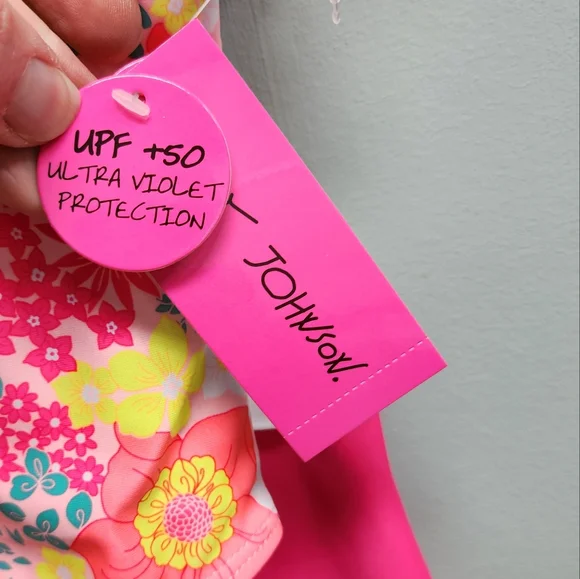 UPF +50
ULTRA VIOLET
PROTECTION
JOHNSON.